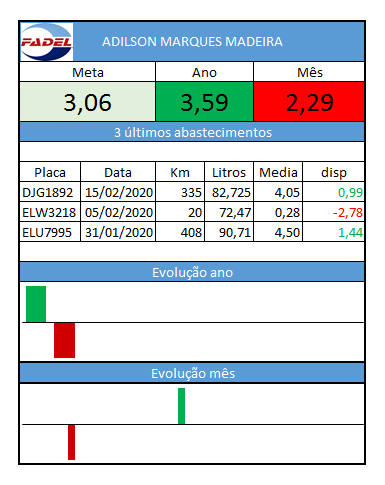 FADEL
ADILSON MARQUES MADEIRA
Meta Ano Mês
3,06 3,59 2,29
3 últimos abastecimentos
Placa Data Km Litros Media disp
DJG1892 15/02/2020 335 82,725 4,05 0,99
ELW3218 05/02/2020 20 72,47 0,28 -2,78
ELU7995 31/01/2020 408 90,71 4,50 1,44
Evolução ano
Evolução mês